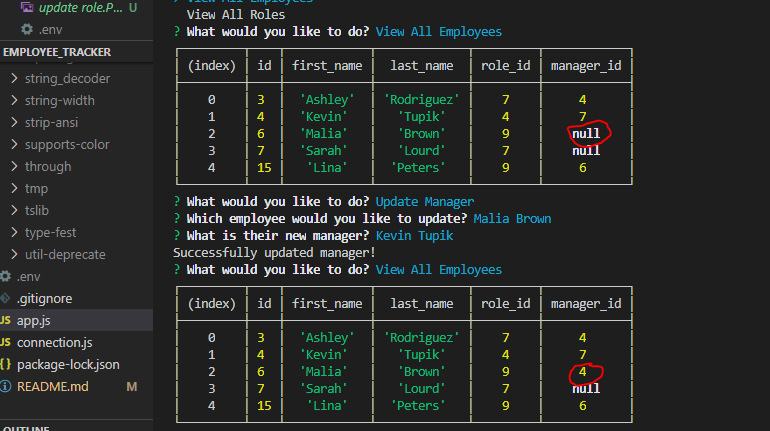 update role.P... U
.env
EMPLOYEE_TRACKER
string_decoder
string-width
strip-ansi
supports-color
through
tmp
tslib
type-fest
util-deprecate
.env
.gitignore
JS app.js
JS connection.js
{} package-lock.json
README.md M
View All Roles
? What would you like to do? View All Employees
(index) id first_name last_name role_id manager_id
0 3 'Ashley' 'Rodriguez' 7 4
1 4 'Kevin' 'Tupik' 4 7
2 6 'Malia' 'Brown' 9 null
3 7 'Sarah' 'Lourd' 7 null
4 15 'Lina' 'Peters' 9 6
? What would you like to do? Update Manager
? Which employee would you like to update? Malia Brown
? What is their new manager? Kevin Tupik
Successfully updated manager!
? What would you like to do? View All Employees
(index) id first_name last_name role_id manager_id
0 3 'Ashley' 'Rodriguez' 7 4
1 4 'Kevin' 'Tupik' 4 7
2 6 'Malia' 'Brown' 9 4
3 7 'Sarah' 'Lourd' 7 null
4 15 'Lina' 'Peters' 9 6